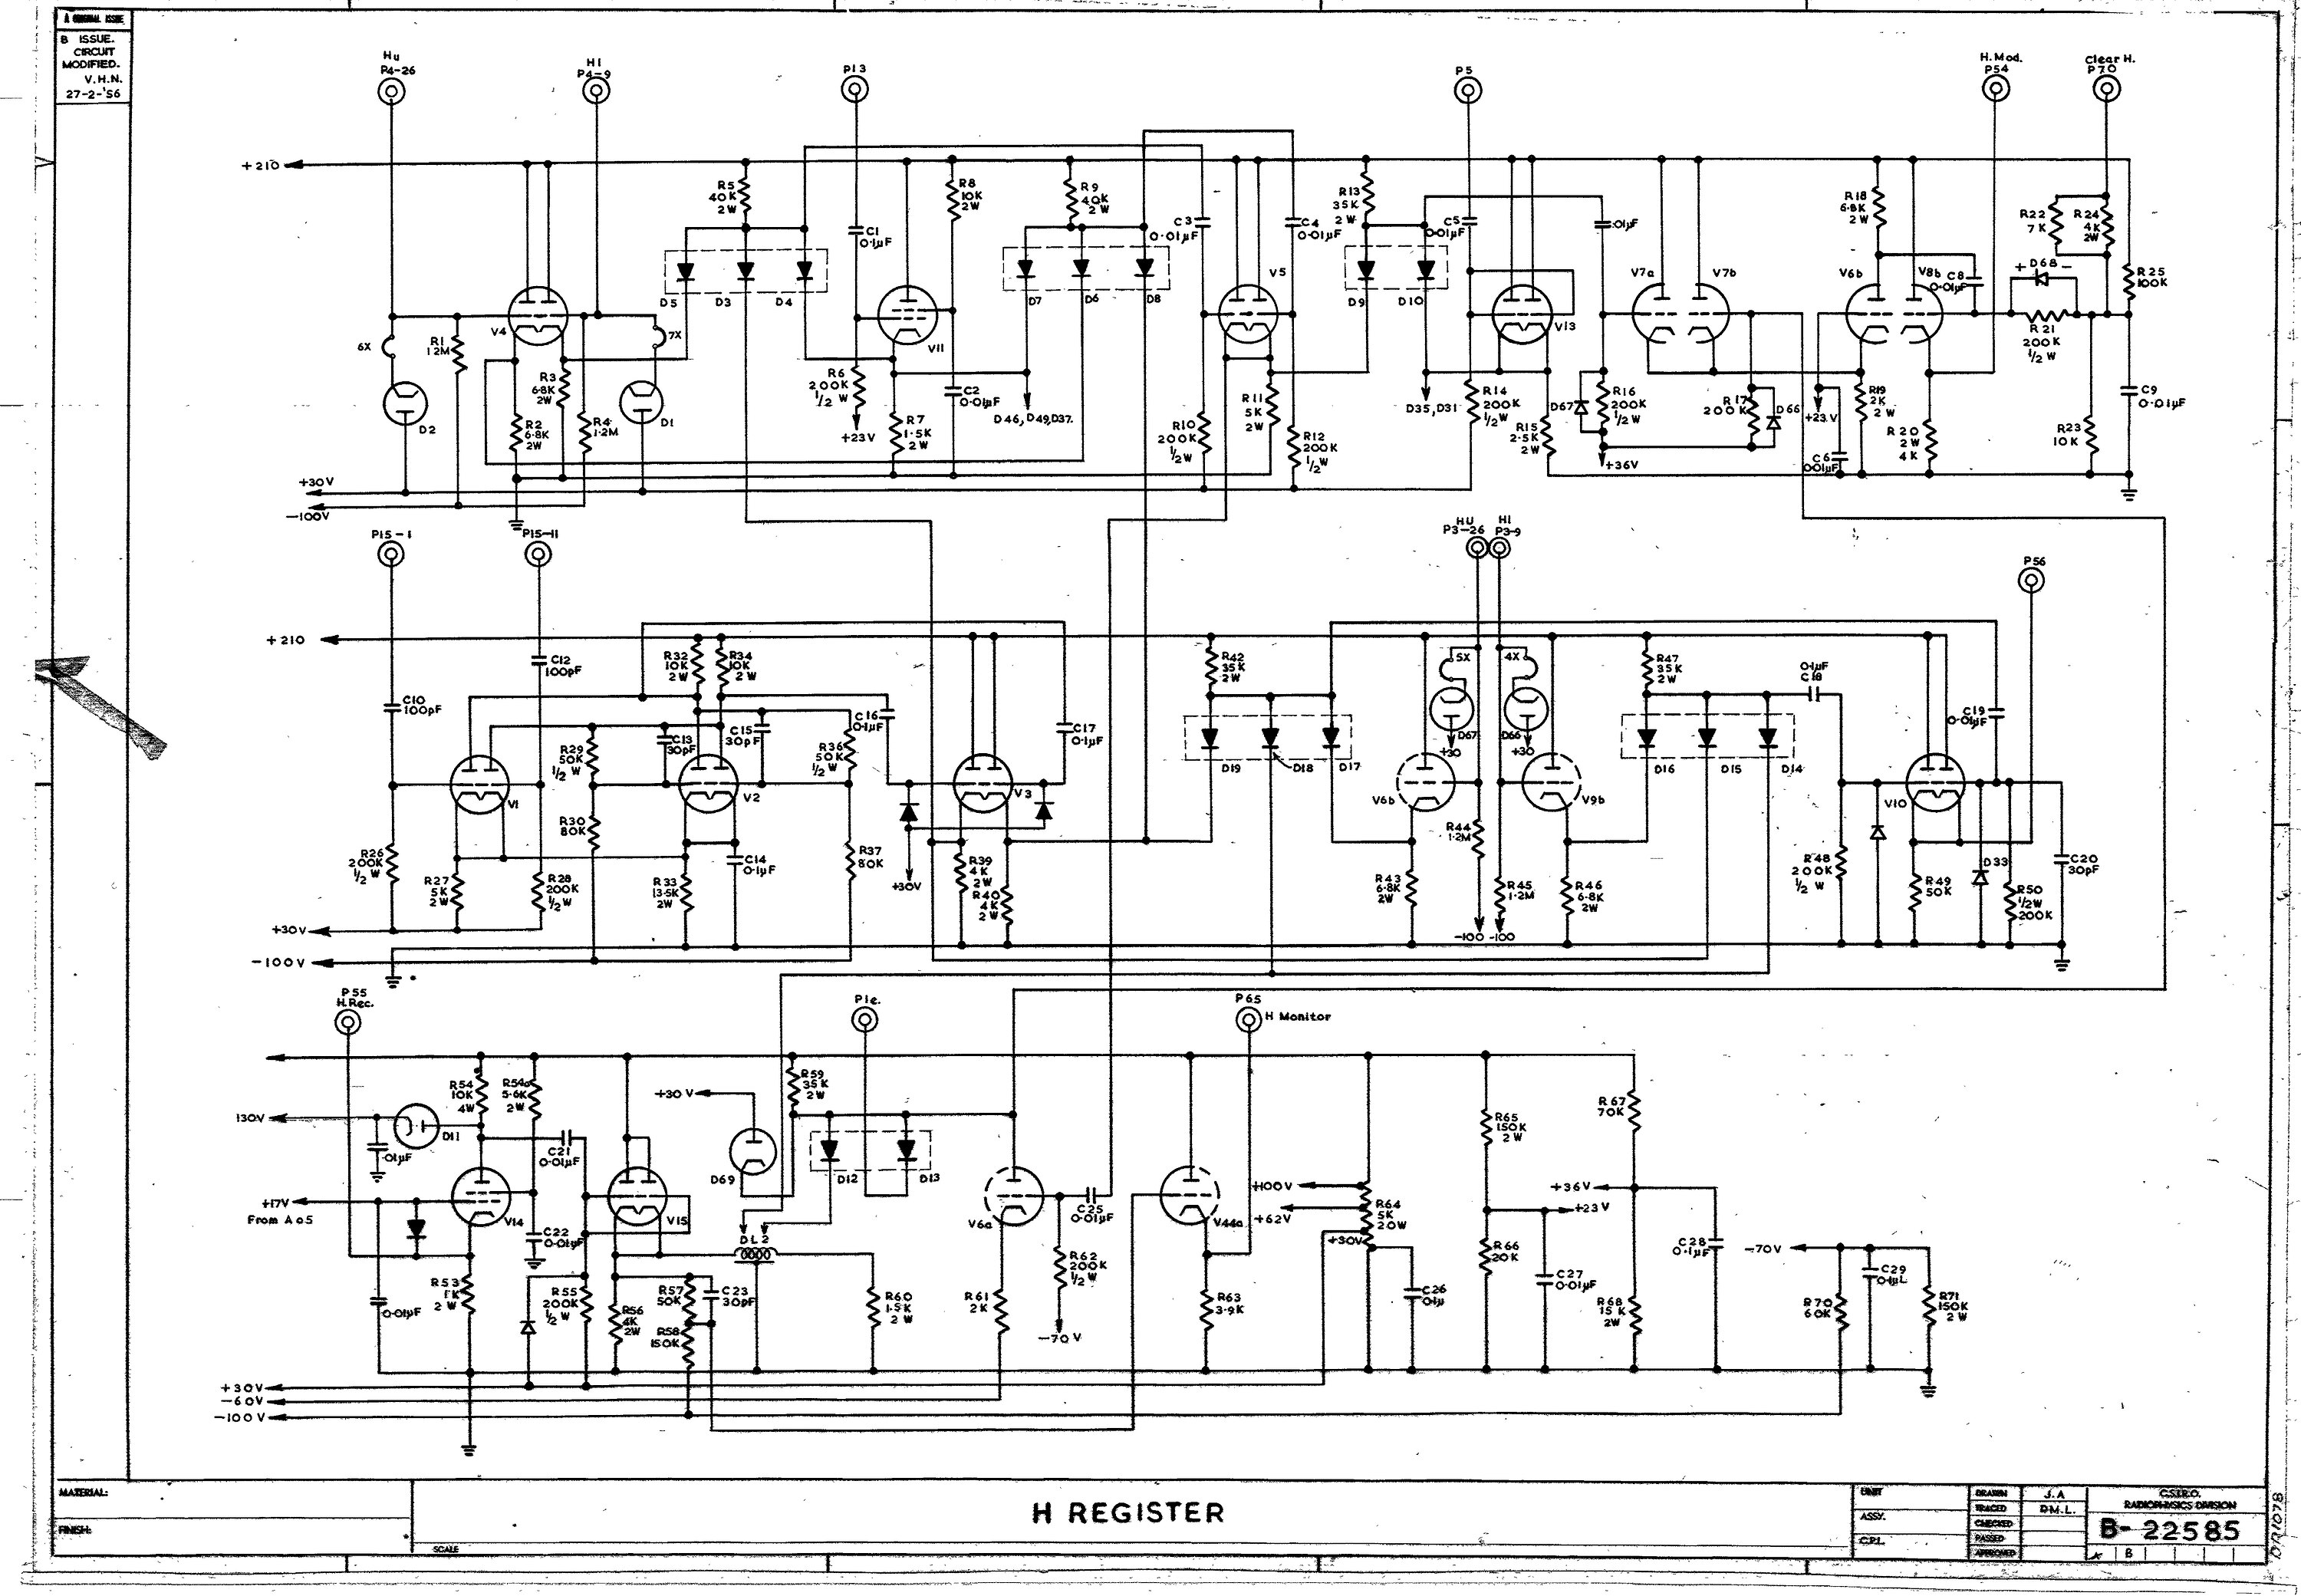 A ORIGINAL ISSUE
B ISSUE.
CIRCUIT
MODIFIED.
V.H.N.
27-2-'56
Hu
P4-26
Hl
P4-9
P13
P5
H.Mod.
P54
Clear H.
P70
+210
R5
40K
2W
R8
10K
2W
R9
40K
2W
R13
35K
2W
R18
6.8K
2W
R22
7K
R24
4K
2W
C1
0.1µF
C3
0.01µF
C4
0.01µF
C5
0.01µF
.01µF
D5
D3
D4
D7
D6
D8
V5
D9
D10
V13
V7a
V7b
V6b
V8b
C8
0.01µF
+ D68 -
R25
100K
6X
R1
1.2M
V4
7X
V11
R21
200K
1/2 W
R3
6.8K
2W
R2
6.8K
2W
R4
1.2M
D2
D1
R6
200K
1/2 W
+23V
R7
1.5K
2W
C2
0.01µF
D46, D49, D37.
R10
200K
1/2W
R11
5K
2W
R12
200K
1/2W
D35, D31
R14
200K
1/2W
R15
2.5K
2W
D67
R16
200K
1/2W
+36V
R17
200K
D66
+23.V
C6
0.01µF
R19
2K
2W
R20
2W
4K
R23
10K
C9
0.01µF
+30V
-100V
P15-1
P15-11
HU
P3-26
Hl
P3-9
P56
+210
C12
100pF
C10
100pF
R32
10K
2W
R34
10K
2W
R29
50K
1/2 W
C13
30pF
C15
30pF
R36
50K
1/2 W
C16
0.1µF
C17
0.1µF
R42
35K
2W
5X
4X
R47
35K
2W
0.1µF
C18
C19
0.01µF
D67
D66
+30
+30
D19
D18
D17
D16
D15
D14
V1
V2
V3
V6b
V9b
V10
R30
80K
R26
200K
1/2 W
R27
5K
2W
R28
200K
1/2 W
R33
13.5K
2W
C14
0.1µF
R37
80K
+30V
R39
4K
2W
R40
4K
2W
R43
6.8K
2W
R44
1.2M
R45
1.2M
R46
6.8K
2W
R48
200K
1/2 W
R49
50K
D33
R50
1/2W
200K
C20
30pF
+30V
-100V
-100 -100
P55
H.Rec.
P1e.
P65
H Monitor
R54
10K
4W
R54a
5.6K
2W
+30V
R59
35K
2W
130V
D11
.01µF
C21
0.01µF
D69
D12
D13
R65
150K
2W
R67
70K
+17V
From A05
V14
V15
C22
0.01µF
DL2
V6a
C25
0.01µF
V44a
+100V
+62V
+30V
R64
5K
20W
+36V
+23V
R62
200K
1/2W
-70V
R66
20K
C28
0.1µF
-70V
C29
0.1µ
0.01µF
R53
1K
2W
R55
200K
1/2 W
R56
4K
2W
R57
50K
R58
150K
C23
30pF
R60
1.5K
2W
R61
2K
R63
3.9K
C26
0.1µ
C27
0.01µF
R68
15K
2W
R70
60K
R71
150K
2W
+30V
-60V
-100V
MATERIAL:
FINISH:
SCALE
H REGISTER
UNIT
ASSY.
C.P.L.
DRAWN J.A
TRACED D.M.L.
CHECKED
PASSED
APPROVED
C.S.I.R.O.
RADIOPHYSICS DIVISION
B-22585
A B
DR1078